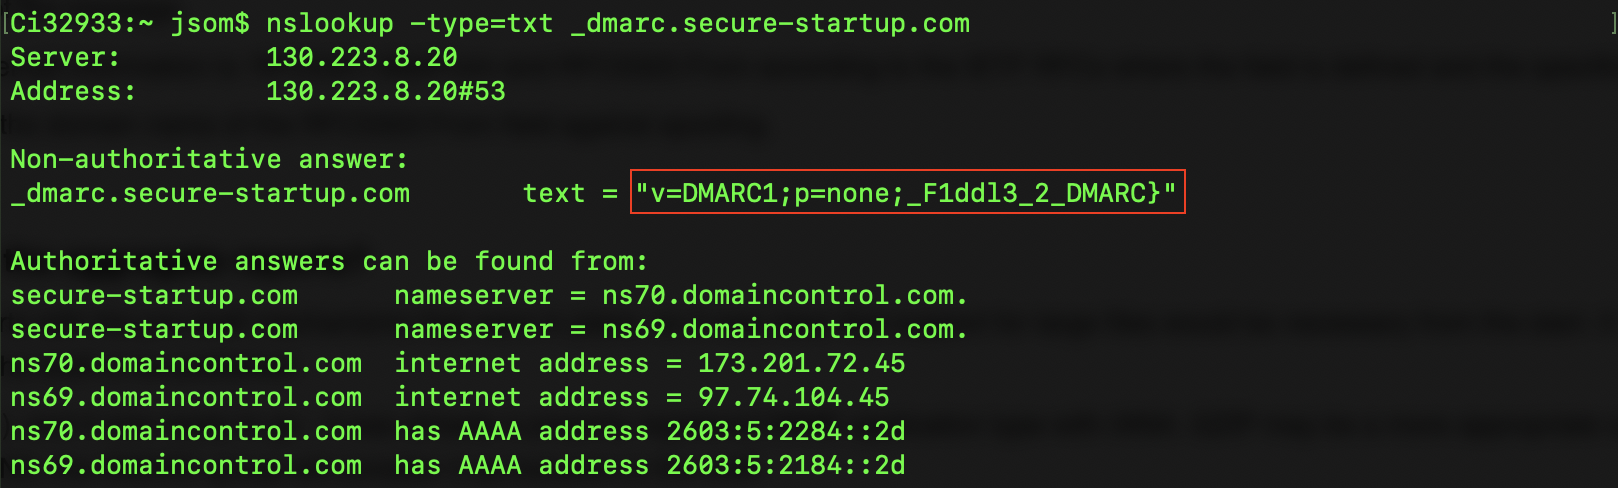 [Ci32933:~ jsom$ nslookup -type=txt _dmarc.secure-startup.com ]
Server: 130.223.8.20
Address: 130.223.8.20#53
Non-authoritative answer:
_dmarc.secure-startup.com text = "v=DMARC1;p=none;_F1ddl3_2_DMARC}"
Authoritative answers can be found from:
secure-startup.com nameserver = ns70.domaincontrol.com.
secure-startup.com nameserver = ns69.domaincontrol.com.
ns70.domaincontrol.com internet address = 173.201.72.45
ns69.domaincontrol.com internet address = 97.74.104.45
ns70.domaincontrol.com has AAAA address 2603:5:2284::2d
ns69.domaincontrol.com has AAAA address 2603:5:2184::2d